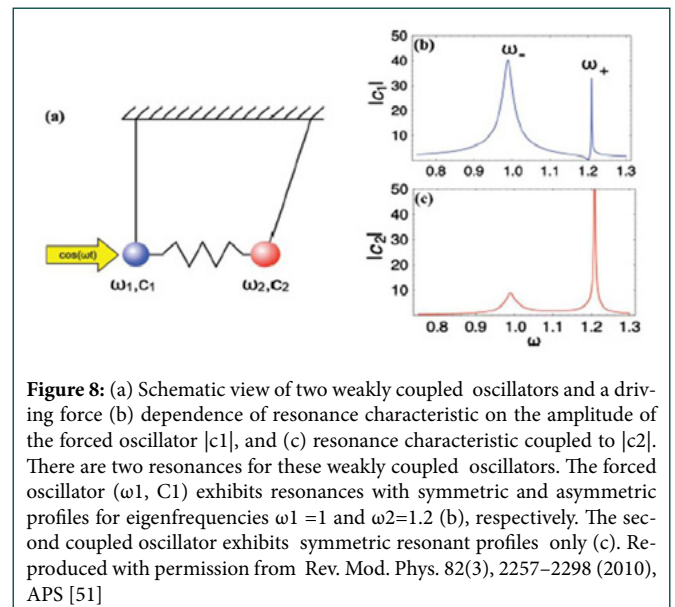 (a)
cos(ωt)
ω1,C1
ω2,C2
(b)
ω-
ω+
|C1|
50
40
30
20
10
0.8 0.9 1.0 1.1 1.2 1.3
(c)
|C2|
50
40
30
20
10
0.8 0.9 1.0 1.1 1.2 1.3
ω
Figure 8: (a) Schematic view of two weakly coupled oscillators and a driv-
ing force (b) dependence of resonance characteristic on the amplitude of
the forced oscillator |c1|, and (c) resonance characteristic coupled to |c2|.
There are two resonances for these weakly coupled oscillators. The forced
oscillator (ω1, C1) exhibits resonances with symmetric and asymmetric
profiles for eigenfrequencies ω1 =1 and ω2=1.2 (b), respectively. The sec-
ond coupled oscillator exhibits symmetric resonant profiles only (c). Re-
produced with permission from Rev. Mod. Phys. 82(3), 2257–2298 (2010),
APS [51]